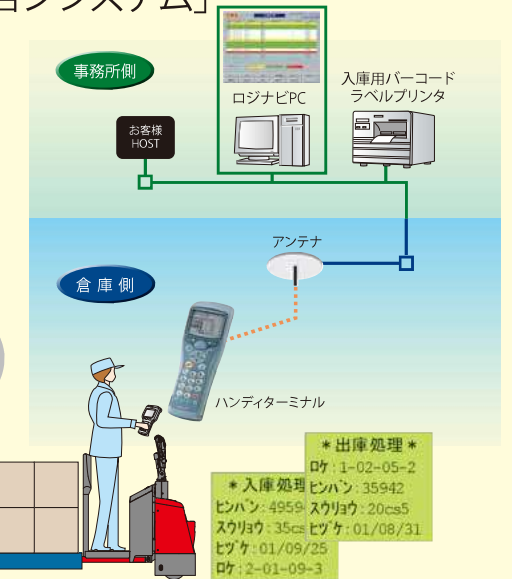 ョンシステム」
事務所側
ロジナビPC
入庫用バーコード
ラベルプリンタ
お客様
HOST
アンテナ
倉庫側
ハンディターミナル
*出庫処理*
ロケ:1-02-05-2
ヒンバン:35942
スウリョウ:20cs5
ヒヅケ:01/08/31
*入庫処理
ヒンバン:4959
スウリョウ:35cs
ヒヅケ:01/09/25
ロケ:2-01-09-3